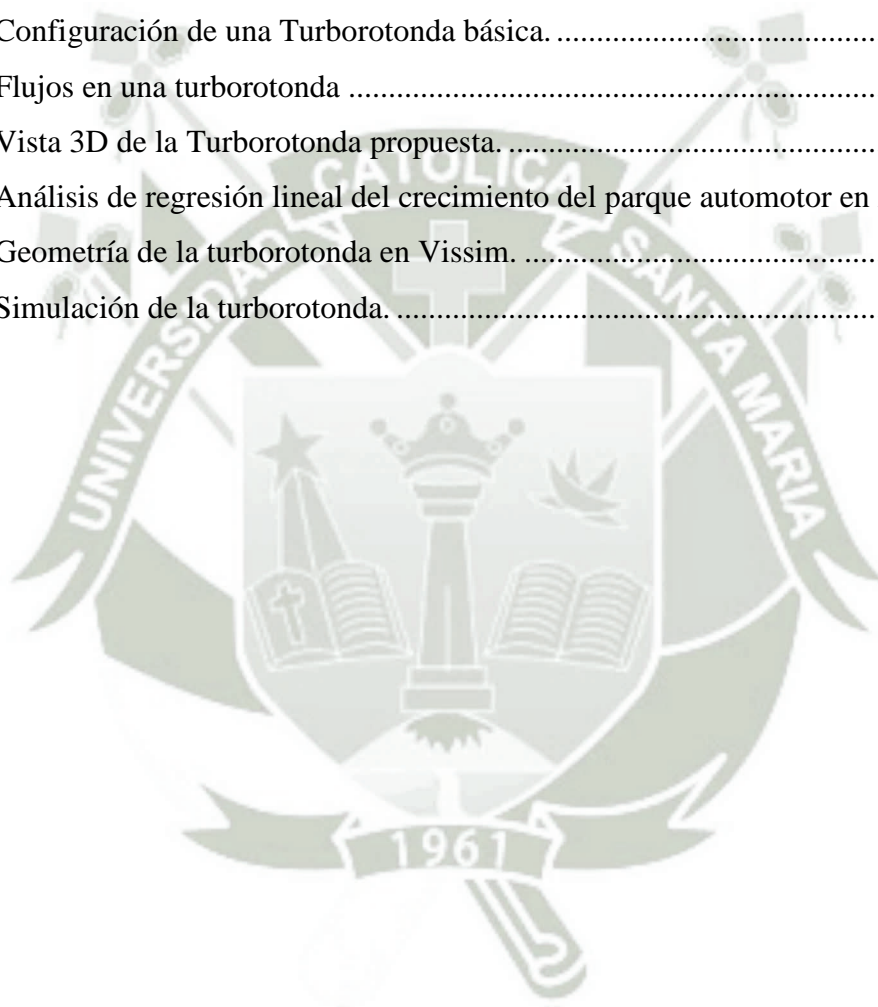 Configuración de una Turborotonda básica. ........................................
Flujos en una turborotonda ..................................................................
Vista 3D de la Turborotonda propuesta. ..............................................
Análisis de regresión lineal del crecimiento del parque automotor en
Geometría de la turborotonda en Vissim. ............................................
Simulación de la turborotonda. ............................................................
UNIVERSIDAD CATOLICA SANTA MARIA
1961